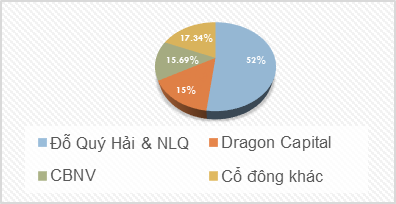 17.34%
15.69%
52%
15%
Đỗ Quý Hải & NLQ
Dragon Capital
CBNV
Cổ đông khác